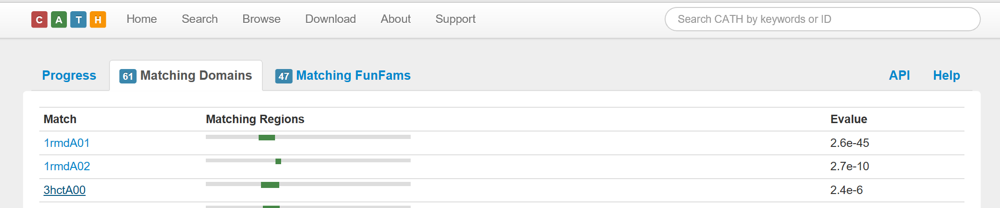 C A T H Home Search Browse Download About Support Search CATH by keywords or ID
Progress 61 Matching Domains 47 Matching FunFams API Help
Match Matching Regions Evalue
1rmdA01 2.6e-45
1rmdA02 2.7e-10
3hctA00 2.4e-6